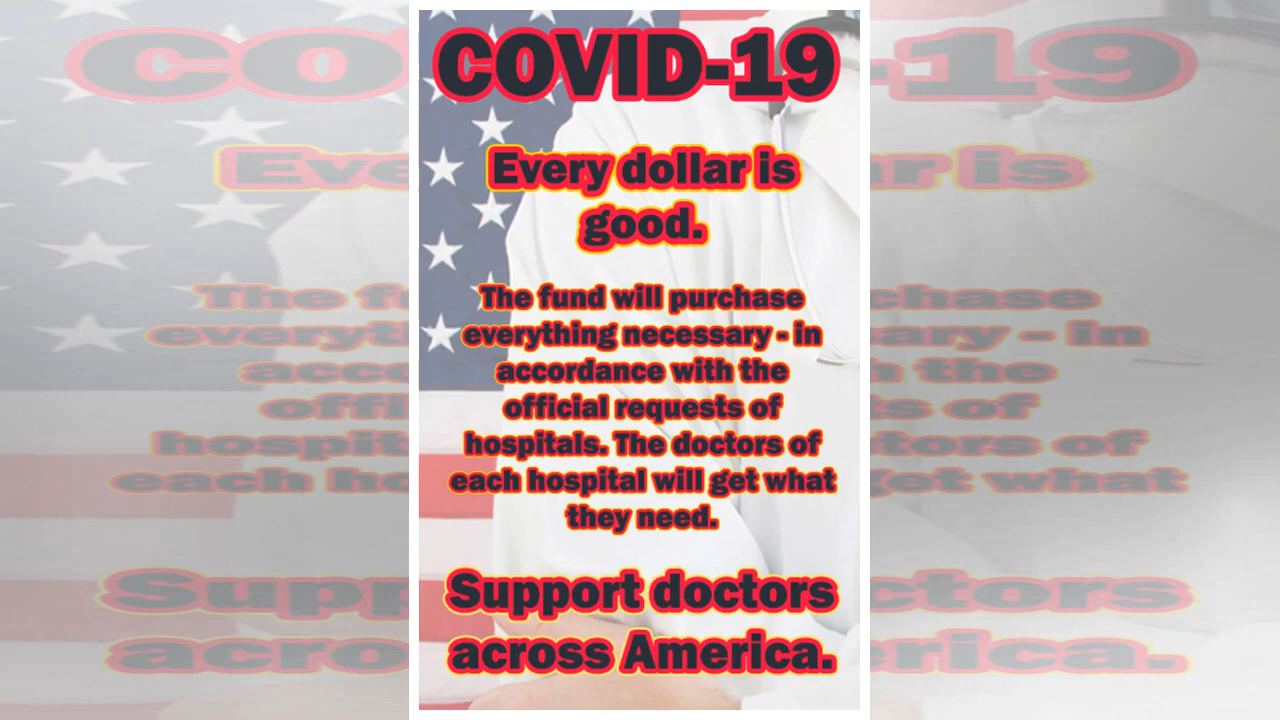 COVID-19
Every dollar is
good.
The fund will purchase
everything necessary - in
accordance with the
official requests of
hospitals. The doctors of
each hospital will get what
they need.
Support doctors
across America.